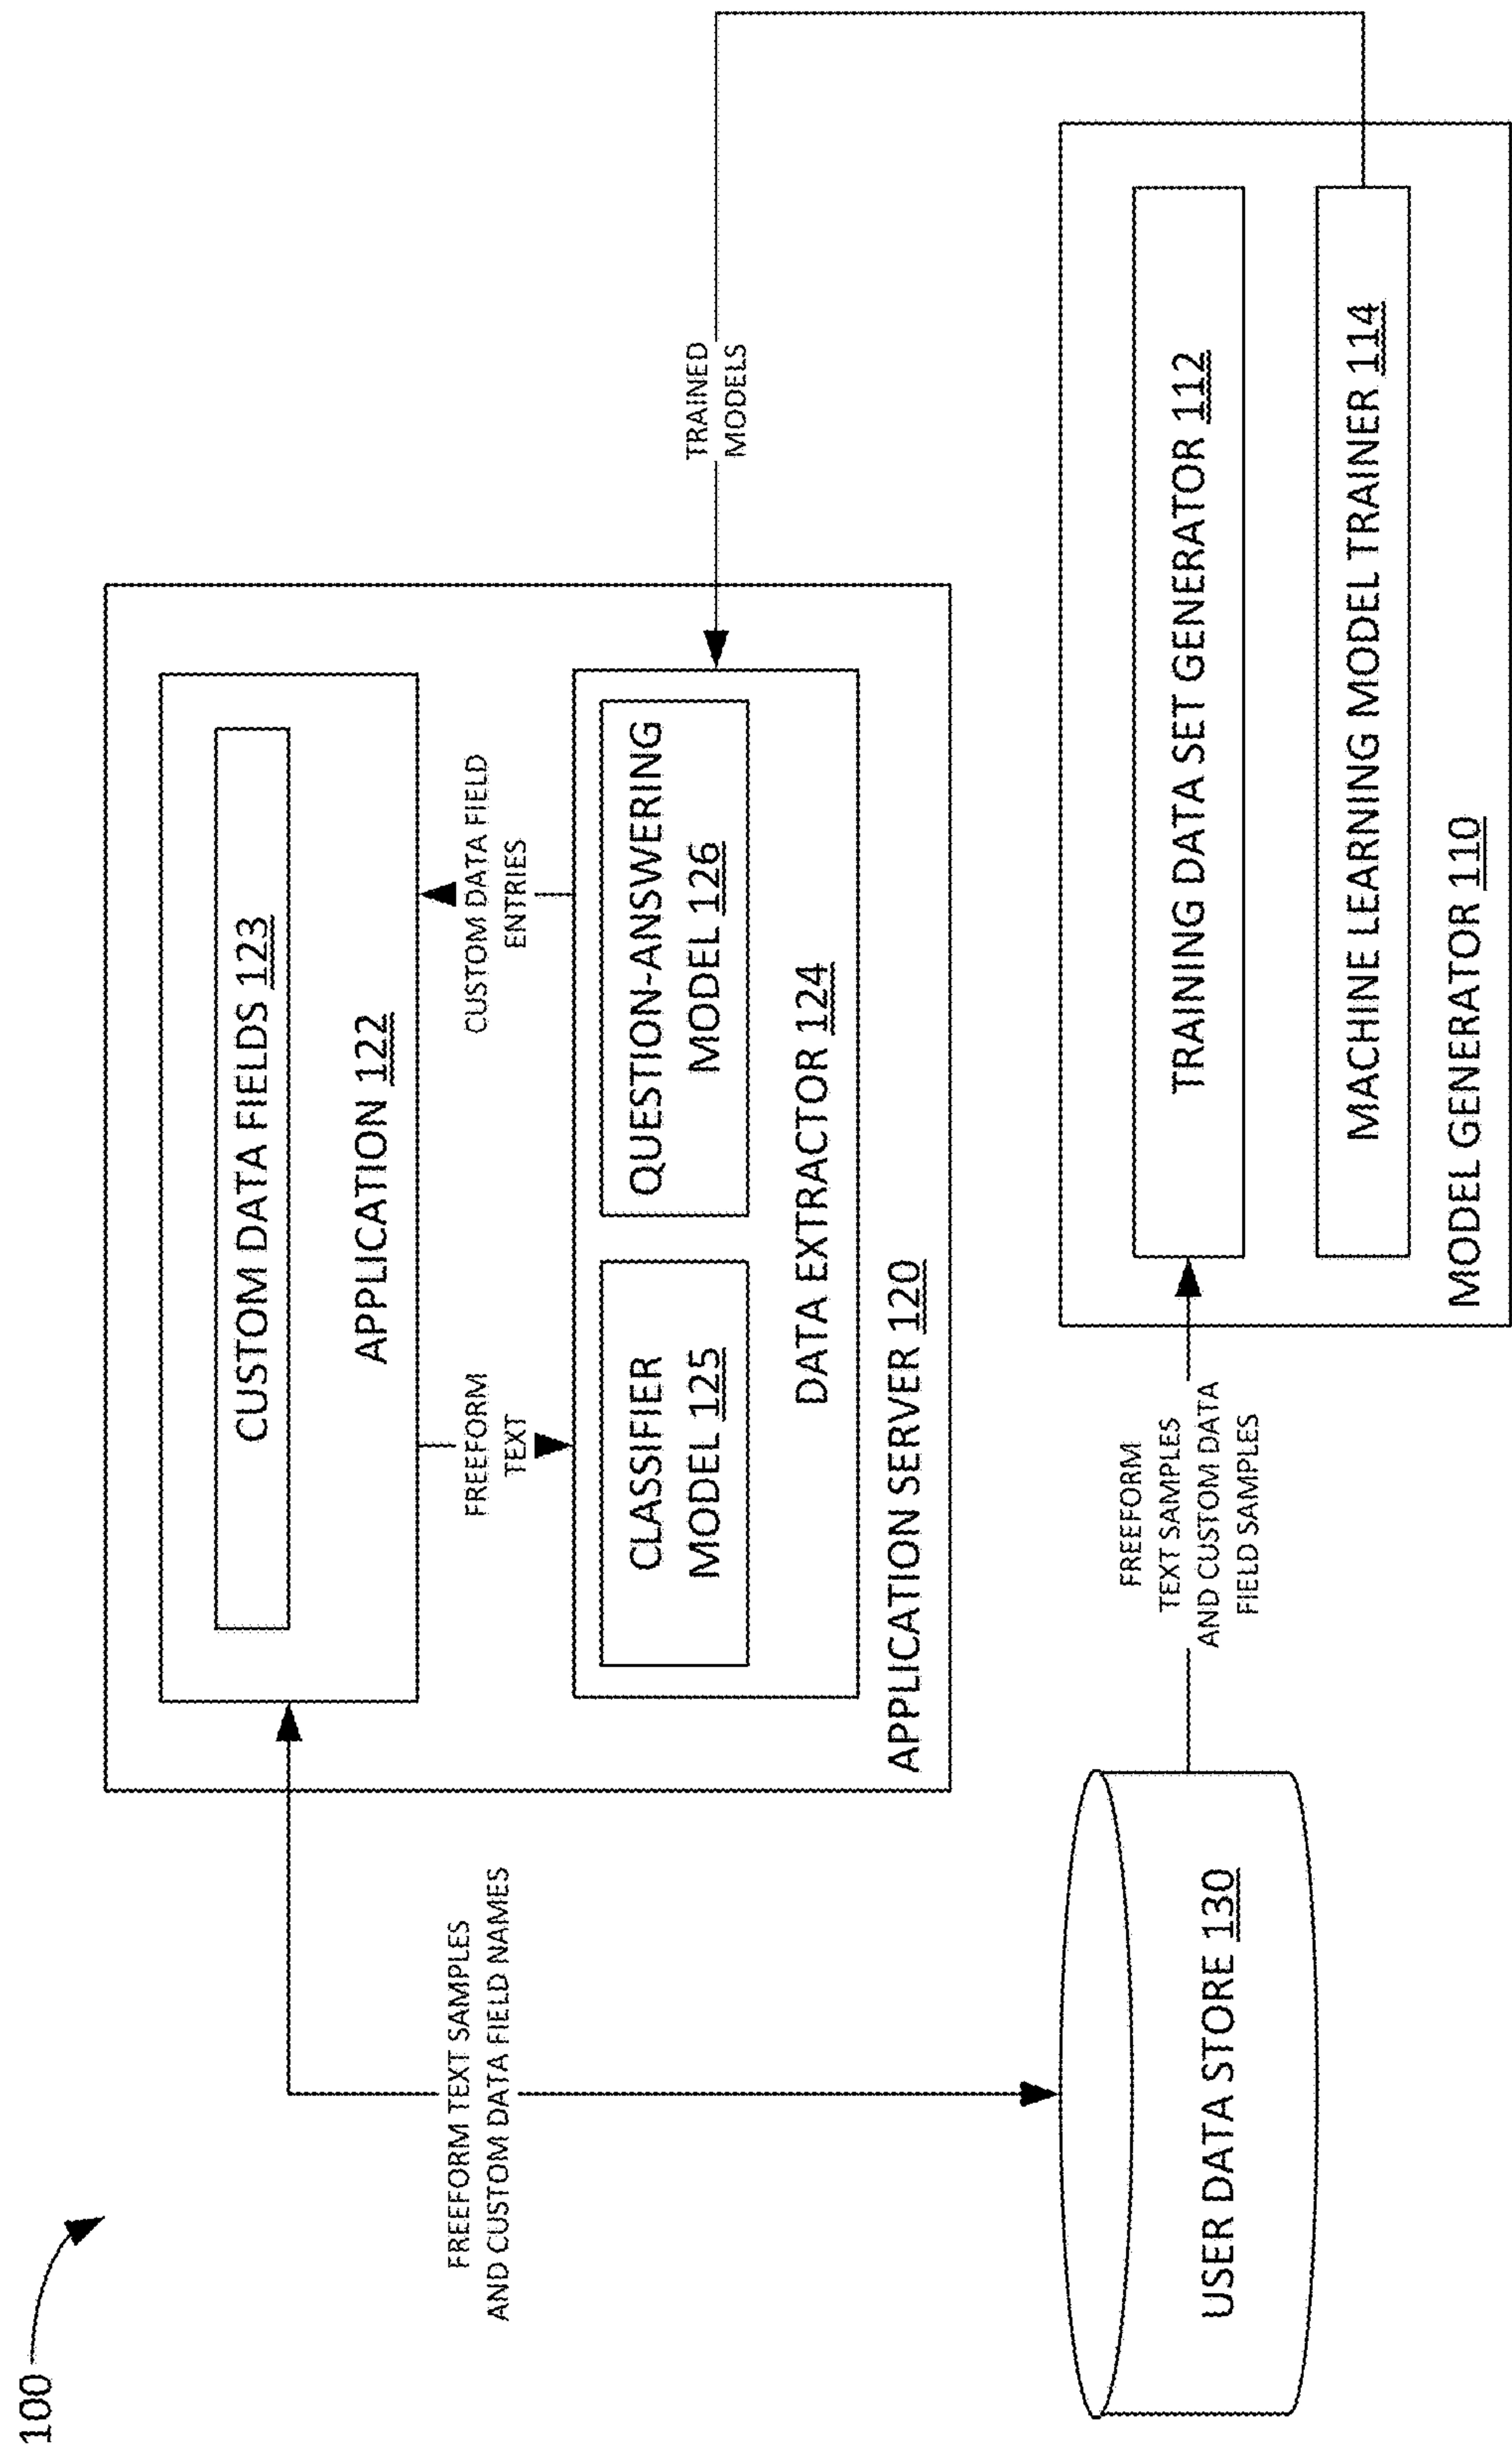 100
CUSTOM DATA FIELDS 123
APPLICATION 122
FREEFORM
TEXT
CUSTOM DATA FIELD
ENTRIES
CLASSIFIER
MODEL 125
QUESTION-ANSWERING
MODEL 126
DATA EXTRACTOR 124
APPLICATION SERVER 120
FREEFORM TEXT SAMPLES
AND CUSTOM DATA FIELD NAMES
TRAINED
MODELS
USER DATA STORE 130
FREEFORM
TEXT SAMPLES
AND CUSTOM DATA
FIELD SAMPLES
TRAINING DATA SET GENERATOR 112
MACHINE LEARNING MODEL TRAINER 114
MODEL GENERATOR 110